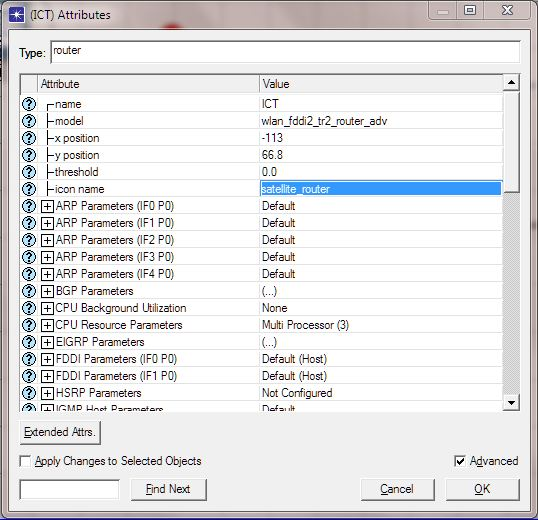 (ICT) Attributes
Type: router
Attribute Value
? name ICT
? model wlan_fddi2_tr2_router_adv
? x position -113
? y position 66.8
? threshold 0.0
? icon name satellite_router
? ARP Parameters (IF0 P0) Default
? ARP Parameters (IF1 P0) Default
? ARP Parameters (IF2 P0) Default
? ARP Parameters (IF3 P0) Default
? ARP Parameters (IF4 P0) Default
? BGP Parameters (...)
? CPU Background Utilization None
? CPU Resource Parameters Multi Processor (3)
? EIGRP Parameters (...)
? FDDI Parameters (IF0 P0) Default (Host)
? FDDI Parameters (IF1 P0) Default (Host)
? HSRP Parameters Not Configured
? IGMP Host Parameters Default
Extended Attrs.
Apply Changes to Selected Objects Advanced
Find Next Cancel OK